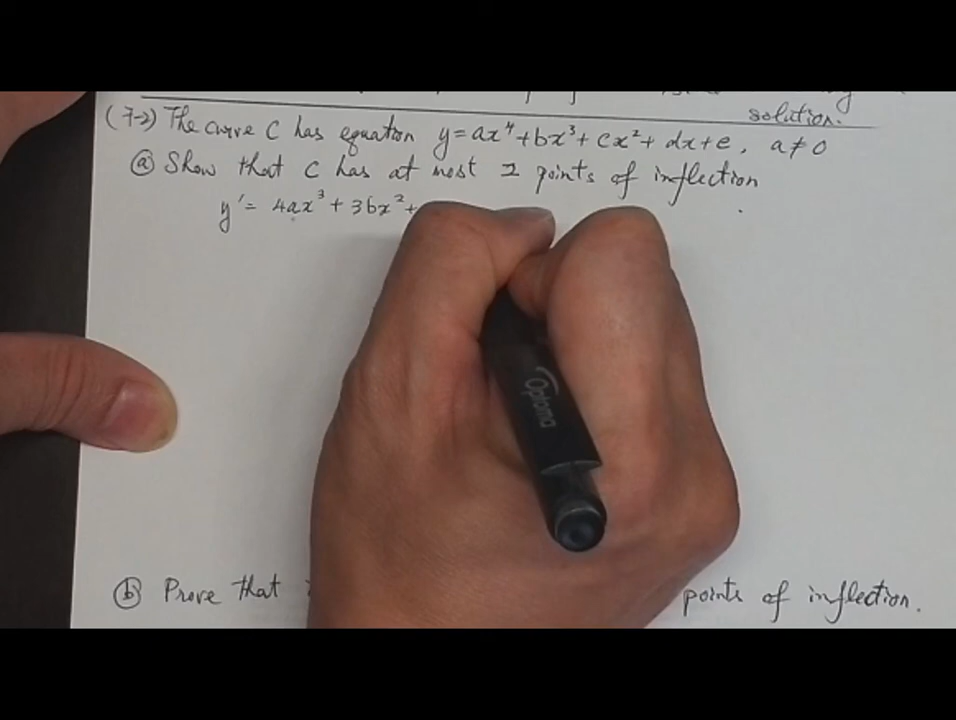 solution.
(7-2) The curve C has equation y = ax⁴ + bx³ + cx² + dx + e, a ≠ 0
ⓐ Show that C has at most 2 points of inflection
y' = 4ax³ + 3bx² +
Optoma
ⓑ Prove that points of inflection.